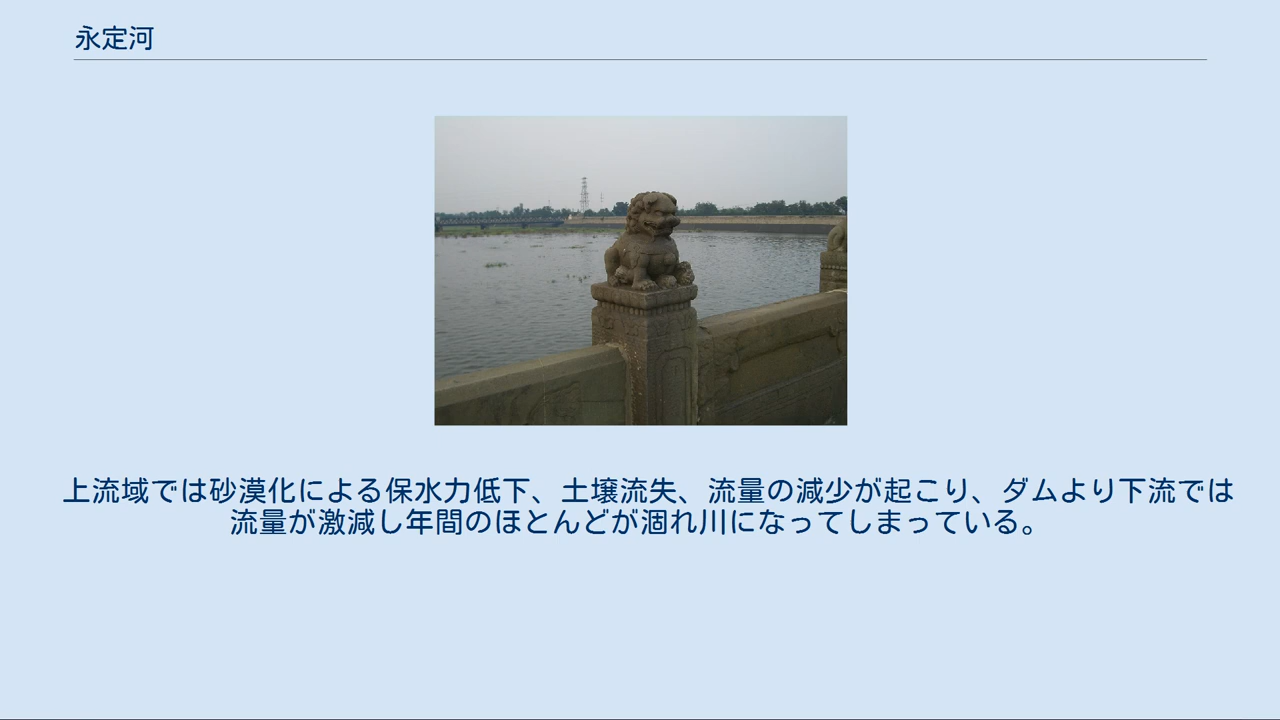 永定河
上流域では砂漠化による保水力低下、土壌流失、流量の減少が起こり、ダムより下流では
流量が激減し年間のほとんどが涸れ川になってしまっている。